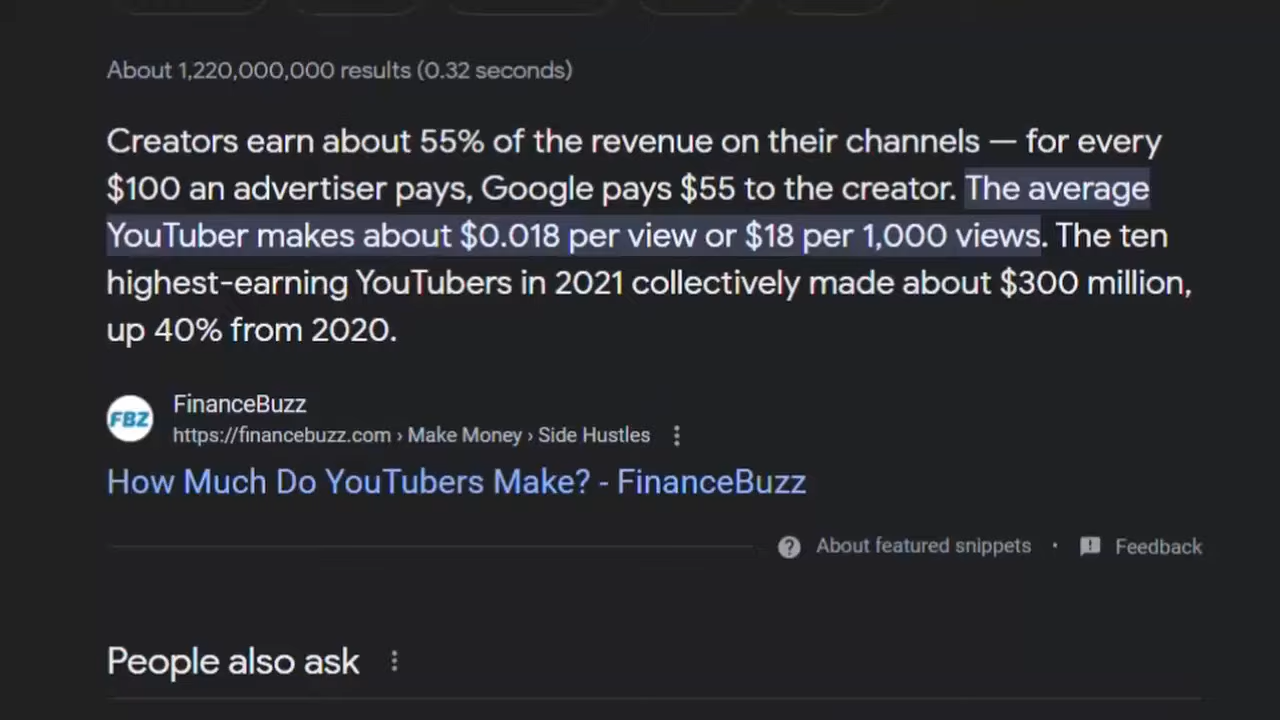 About 1,220,000,000 results (0.32 seconds)
Creators earn about 55% of the revenue on their channels — for every
$100 an advertiser pays, Google pays $55 to the creator. The average
YouTuber makes about $0.018 per view or $18 per 1,000 views. The ten
highest-earning YouTubers in 2021 collectively made about $300 million,
up 40% from 2020.
FBZ
FinanceBuzz
https://financebuzz.com › Make Money › Side Hustles
How Much Do YouTubers Make? - FinanceBuzz
About featured snippets • Feedback
People also ask